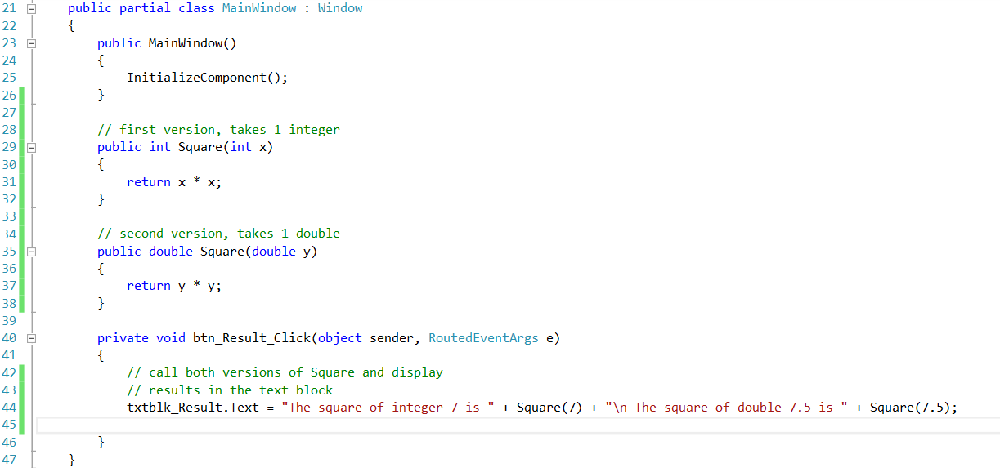 21 public partial class MainWindow : Window
22 {
23 public MainWindow()
24 {
25 InitializeComponent();
26 }
27
28 // first version, takes 1 integer
29 public int Square(int x)
30 {
31 return x * x;
32 }
33
34 // second version, takes 1 double
35 public double Square(double y)
36 {
37 return y * y;
38 }
39
40 private void btn_Result_Click(object sender, RoutedEventArgs e)
41 {
42 // call both versions of Square and display
43 // results in the text block
44 txtblk_Result.Text = "The square of integer 7 is " + Square(7) + "\n The square of double 7.5 is " + Square(7.5);
45
46 }
47 }